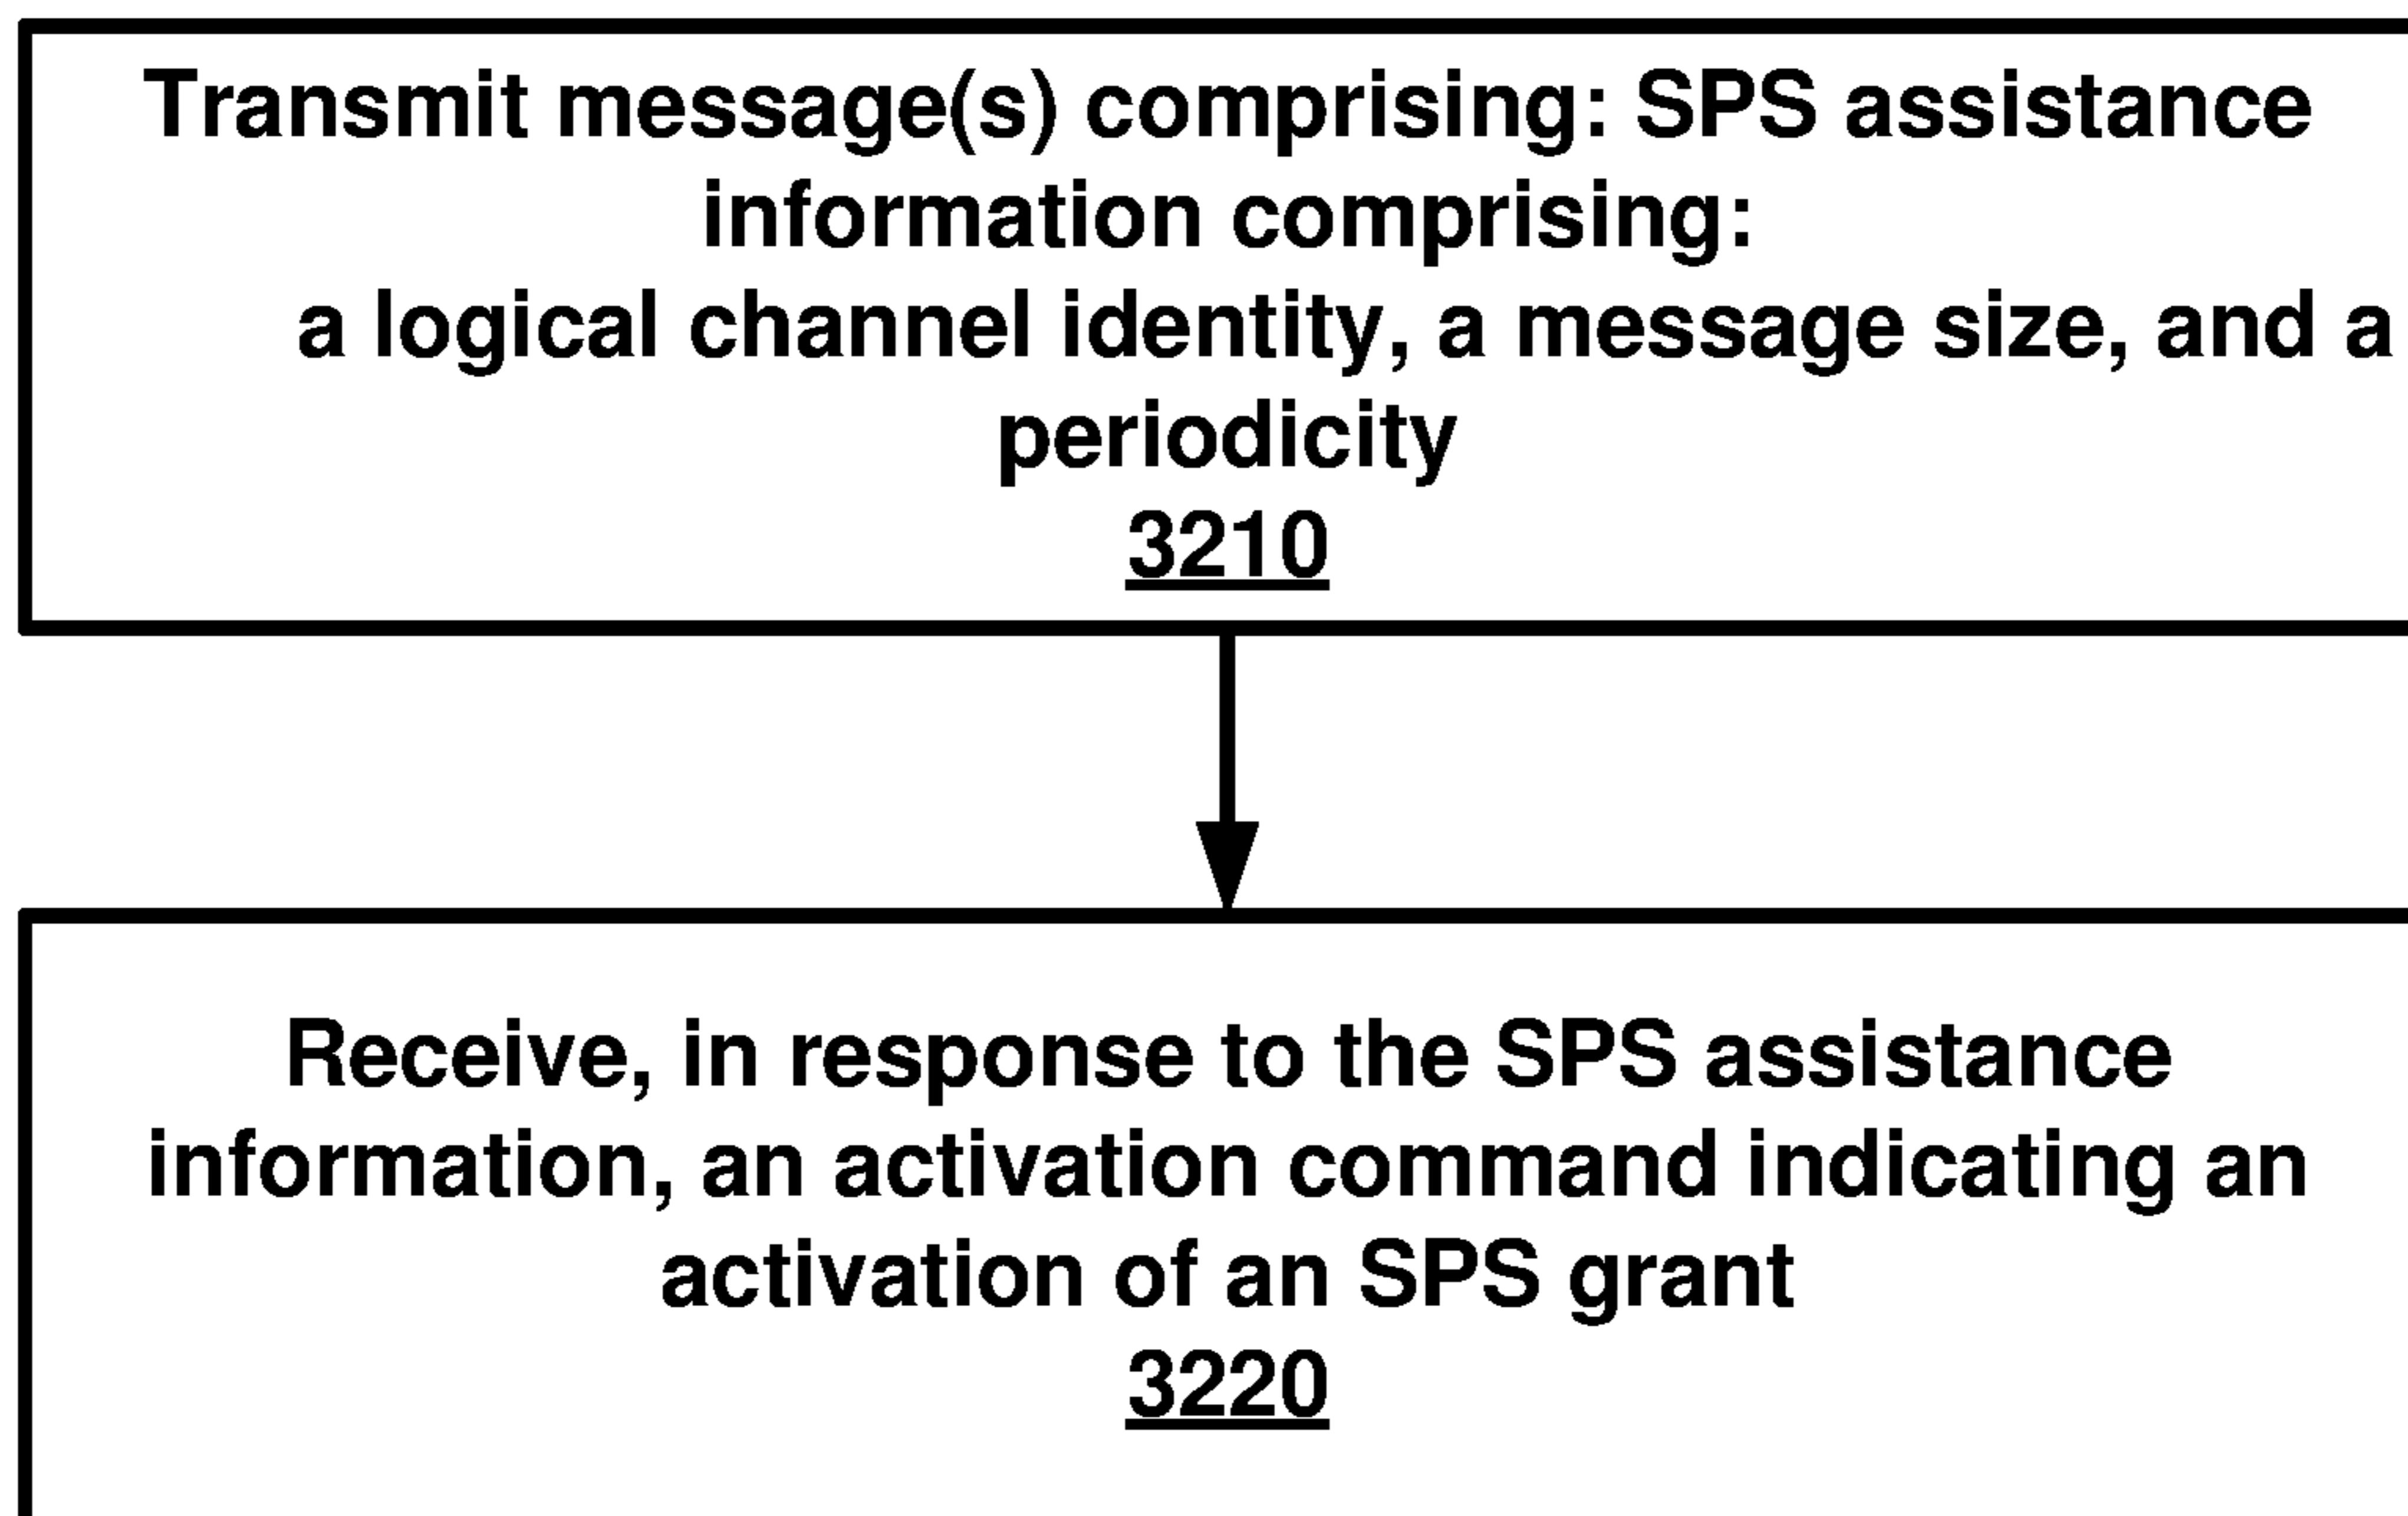 Transmit message(s) comprising: SPS assistance
information comprising:
a logical channel identity, a message size, and a
periodicity
3210
Receive, in response to the SPS assistance
information, an activation command indicating an
activation of an SPS grant
3220